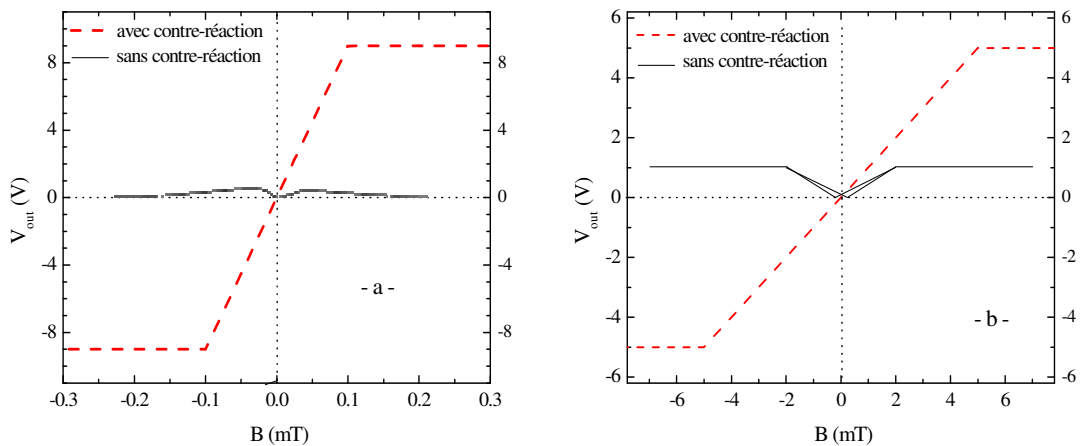 avec contre-réaction
sans contre-réaction
8
4
0
-4
-8
8
4
0
-4
-8
V_out (V)
- a -
-0.3 -0.2 -0.1 0.0 0.1 0.2 0.3
B (mT)
avec contre-réaction
sans contre-réaction
6
4
2
0
-2
-4
-6
6
4
2
0
-2
-4
-6
V_out (V)
- b -
-6 -4 -2 0 2 4 6
B (mT)